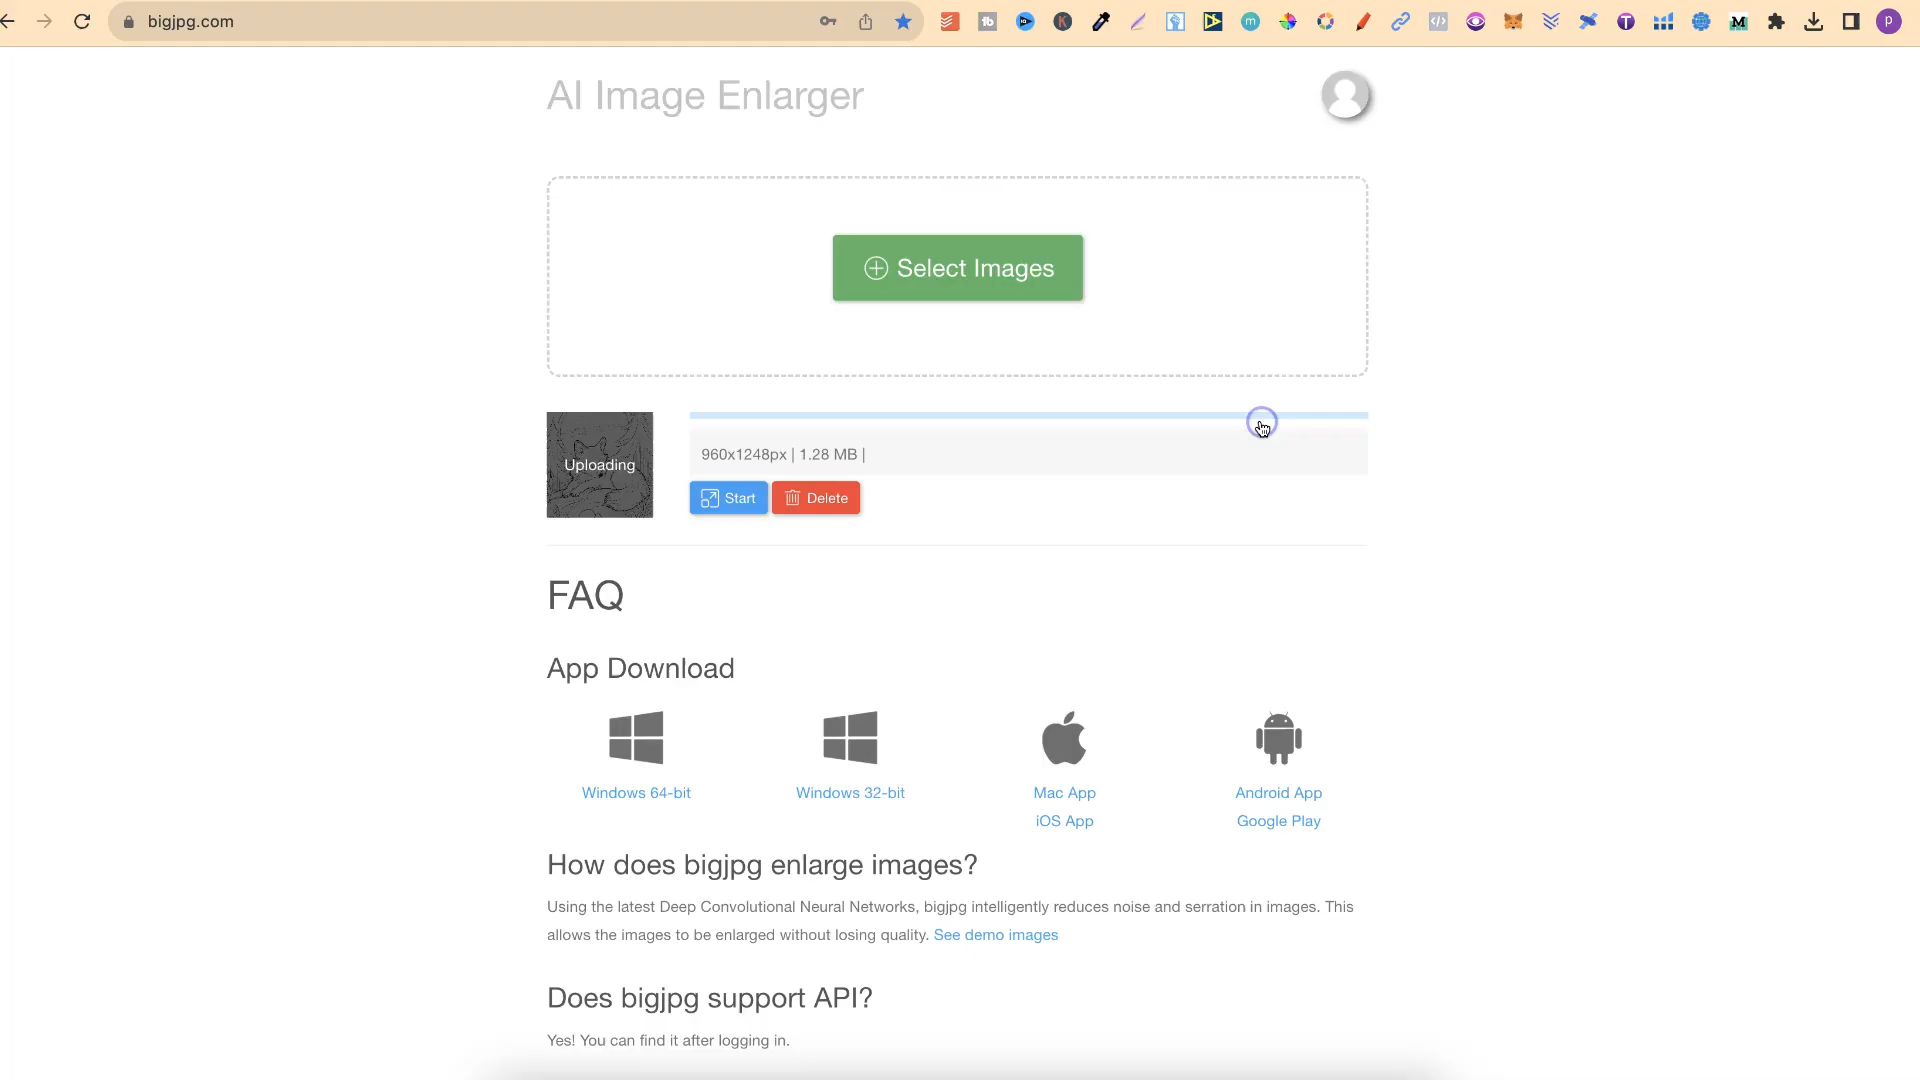 bigjpg.com
AI Image Enlarger
Select Images
Uploading
960x1248px | 1.28 MB |
Start
Delete
FAQ
App Download
Windows 64-bit
Windows 32-bit
Mac App
iOS App
Android App
Google Play
How does bigjpg enlarge images?
Using the latest Deep Convolutional Neural Networks, bigjpg intelligently reduces noise and serration in images. This
allows the images to be enlarged without losing quality. See demo images
Does bigjpg support API?
Yes! You can find it after logging in.